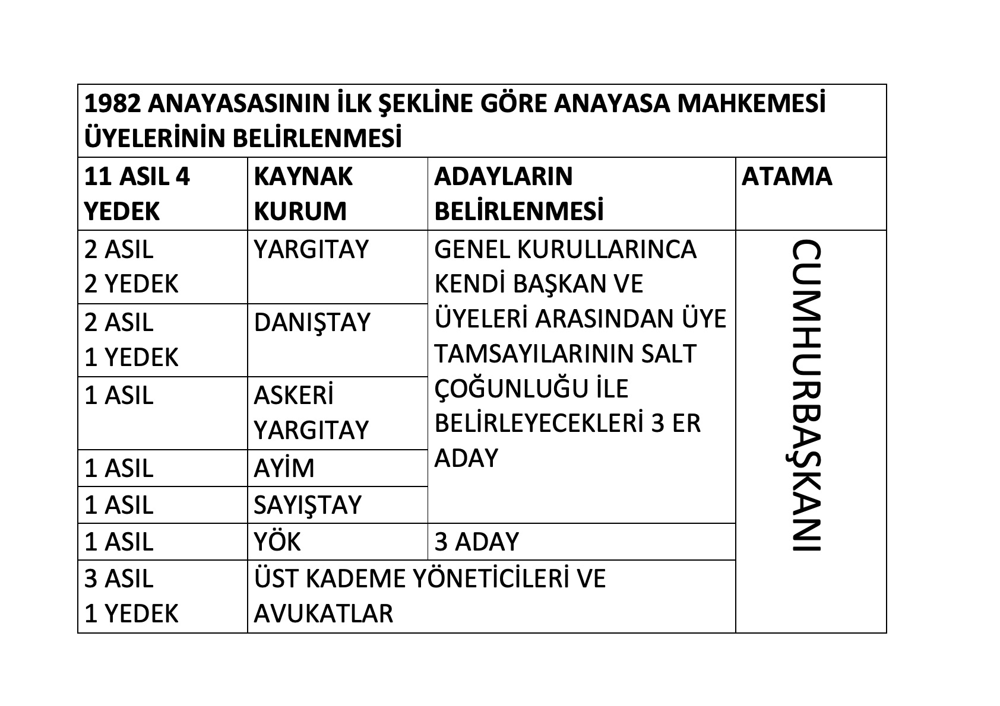 1982 ANAYASASININ İLK ŞEKLİNE GÖRE ANAYASA MAHKEMESİ
ÜYELERİNİN BELİRLENMESİ
11 ASIL 4
YEDEK
KAYNAK
KURUM
ADAYLARIN
BELİRLENMESİ
ATAMA
2 ASIL
2 YEDEK
YARGITAY
GENEL KURULLARINCA
KENDİ BAŞKAN VE
ÜYELERİ ARASINDAN ÜYE
TAMSAYILARININ SALT
ÇOĞUNLUĞU İLE
BELİRLEYECEKLERİ 3 ER
ADAY
CUMHURBAŞKANI
2 ASIL
1 YEDEK
DANIŞTAY
1 ASIL
ASKERİ
YARGITAY
1 ASIL
AYİM
1 ASIL
SAYIŞTAY
1 ASIL
YÖK
3 ADAY
3 ASIL
1 YEDEK
ÜST KADEME YÖNETİCİLERİ VE
AVUKATLAR